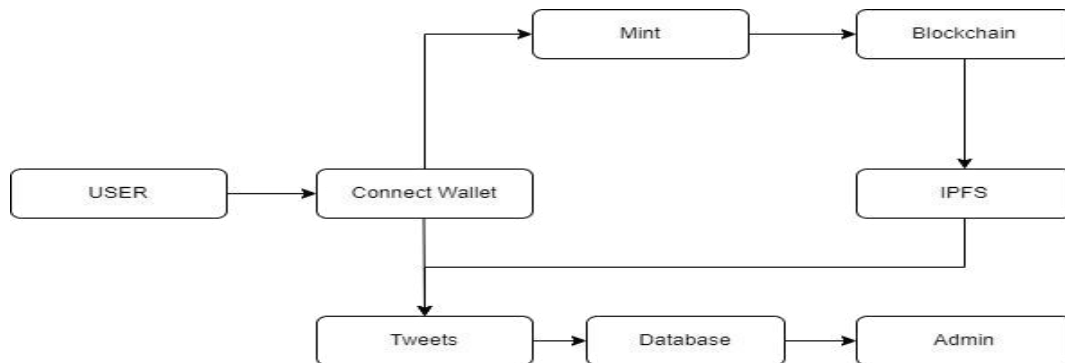 Mint
Blockchain
USER
Connect Wallet
IPFS
Tweets
Database
Admin